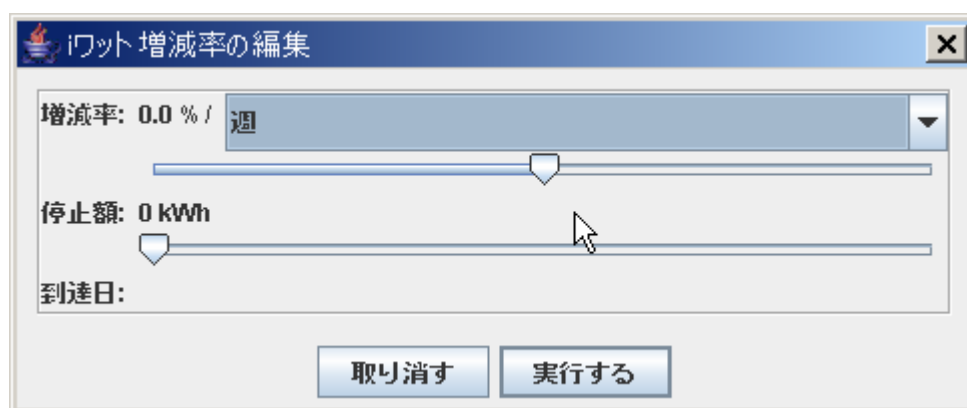 iワット 増減率の編集
増減率: 0.0 % / 週
停止額: 0 kWh
到達日:
取り消す 実行する